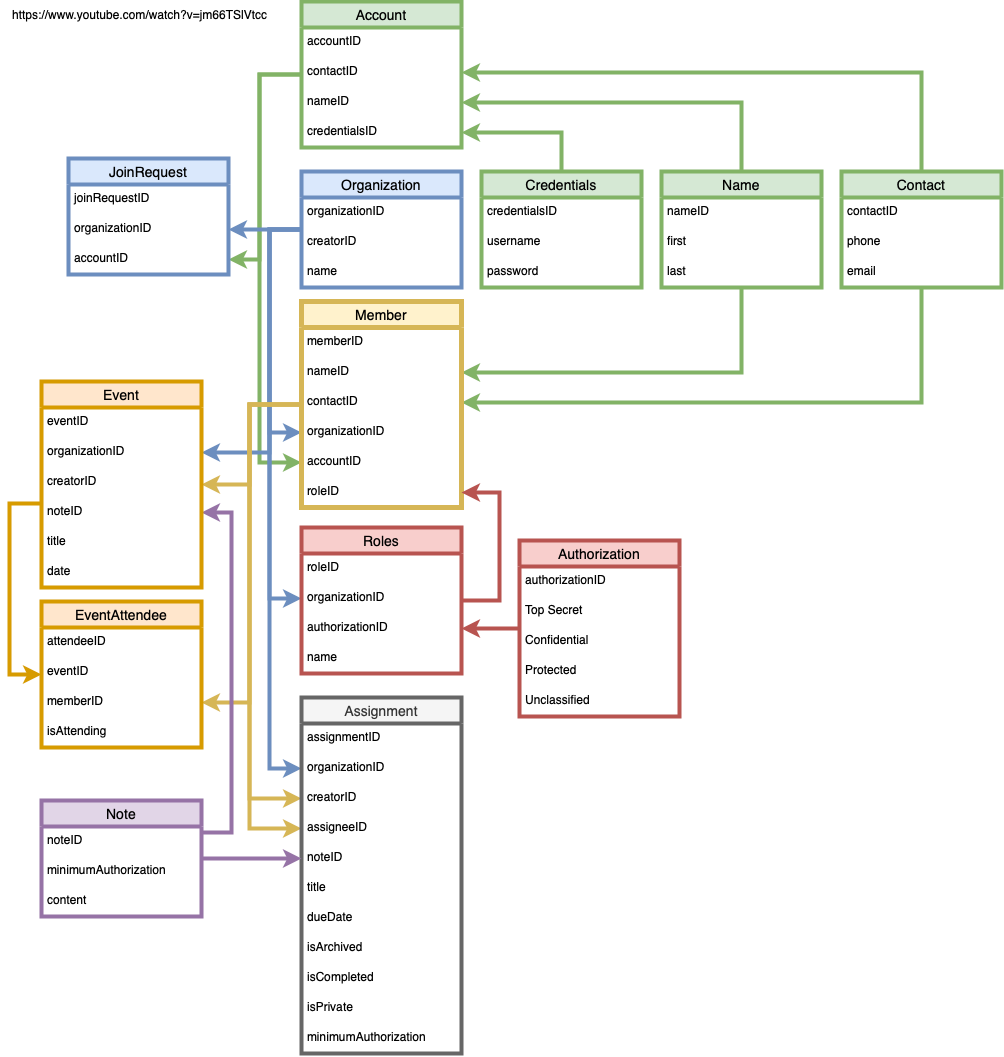 https://www.youtube.com/watch?v=jm66TSlVtcc
Account
accountID
contactID
nameID
credentialsID
JoinRequest
joinRequestID
organizationID
accountID
Organization
organizationID
creatorID
name
Credentials
credentialsID
username
password
Name
nameID
first
last
Contact
contactID
phone
email
Member
memberID
nameID
contactID
organizationID
accountID
roleID
Event
eventID
organizationID
creatorID
noteID
title
date
Roles
roleID
organizationID
authorizationID
name
Authorization
authorizationID
Top Secret
Confidential
Protected
Unclassified
EventAttendee
attendeeID
eventID
memberID
isAttending
Assignment
assignmentID
organizationID
creatorID
assigneeID
noteID
title
dueDate
isArchived
isCompleted
isPrivate
minimumAuthorization
Note
noteID
minimumAuthorization
content